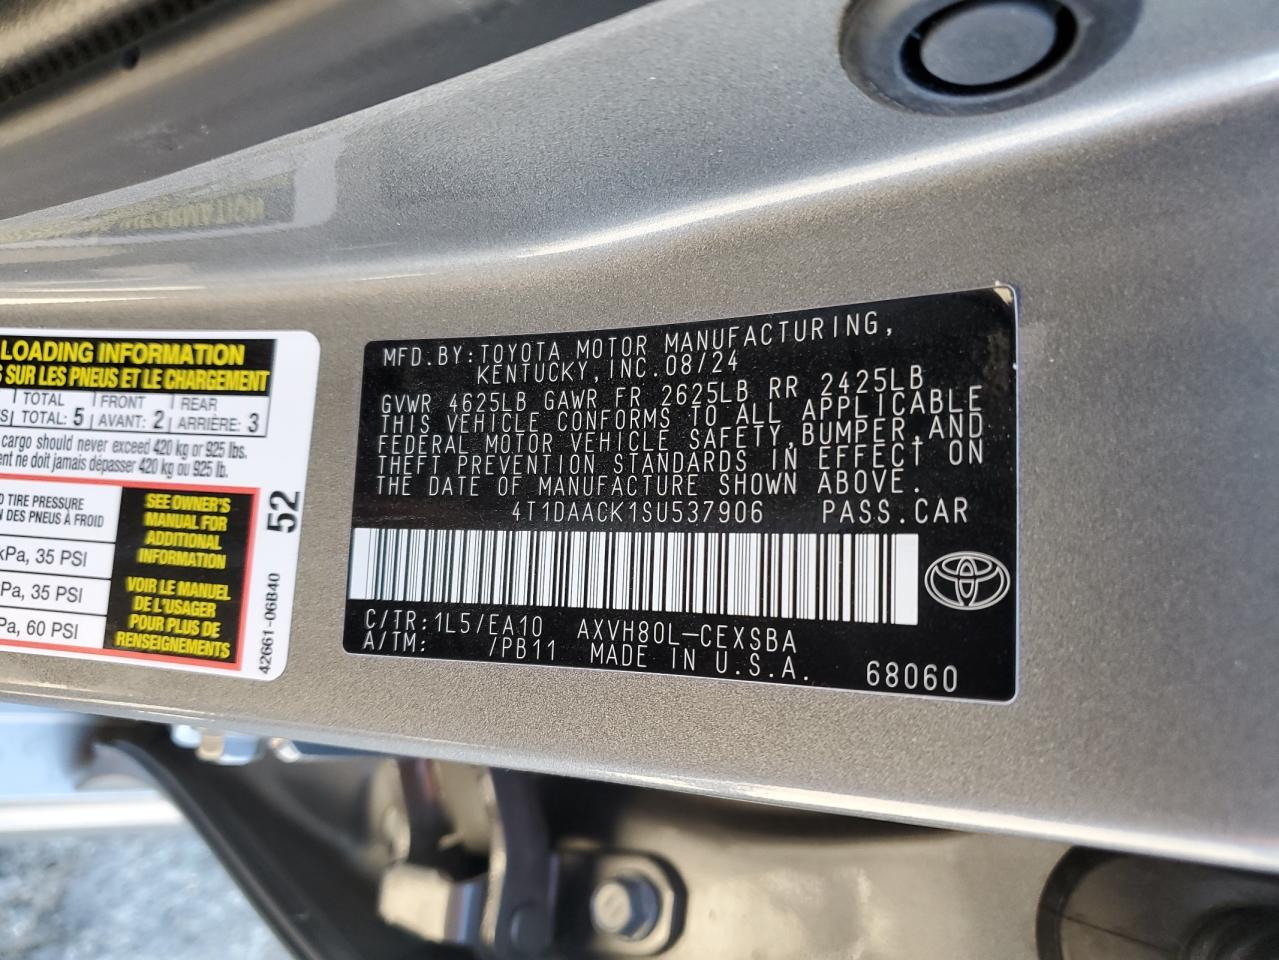 LOADING INFORMATION
SUR LES PNEUS ET LE CHARGEMENT
TOTAL FRONT REAR
TOTAL: 5 AVANT: 2 ARRIÈRE: 3
cargo should never exceed 420 kg or 925 lbs.
ne doit jamais dépasser 420 kg ou 925 lb.
TIRE PRESSURE
DES PNEUS À FROID
kPa, 35 PSI
35 PSI
60 PSI
SEE OWNER'S
MANUAL FOR
ADDITIONAL
INFORMATION
VOIR LE MANUEL
DE L'USAGER
POUR PLUS DE
RENSEIGNEMENTS
52
42661-06B40
MFD.BY:TOYOTA MOTOR MANUFACTURING,
KENTUCKY,INC.08/24
GVWR 4625LB GAWR FR 2625LB RR 2425LB
THIS VEHICLE CONFORMS TO ALL APPLICABLE
FEDERAL MOTOR VEHICLE SAFETY,BUMPER,AND
THEFT PREVENTION STANDARDS IN EFFECT ON
THE DATE OF MANUFACTURE SHOWN ABOVE.
4T1DAACK1SU537906 PASS.CAR
C/TR:1L5/EA10 AXVH80L-CEXSBA
A/TM: /PB11 MADE IN U.S.A.
68060